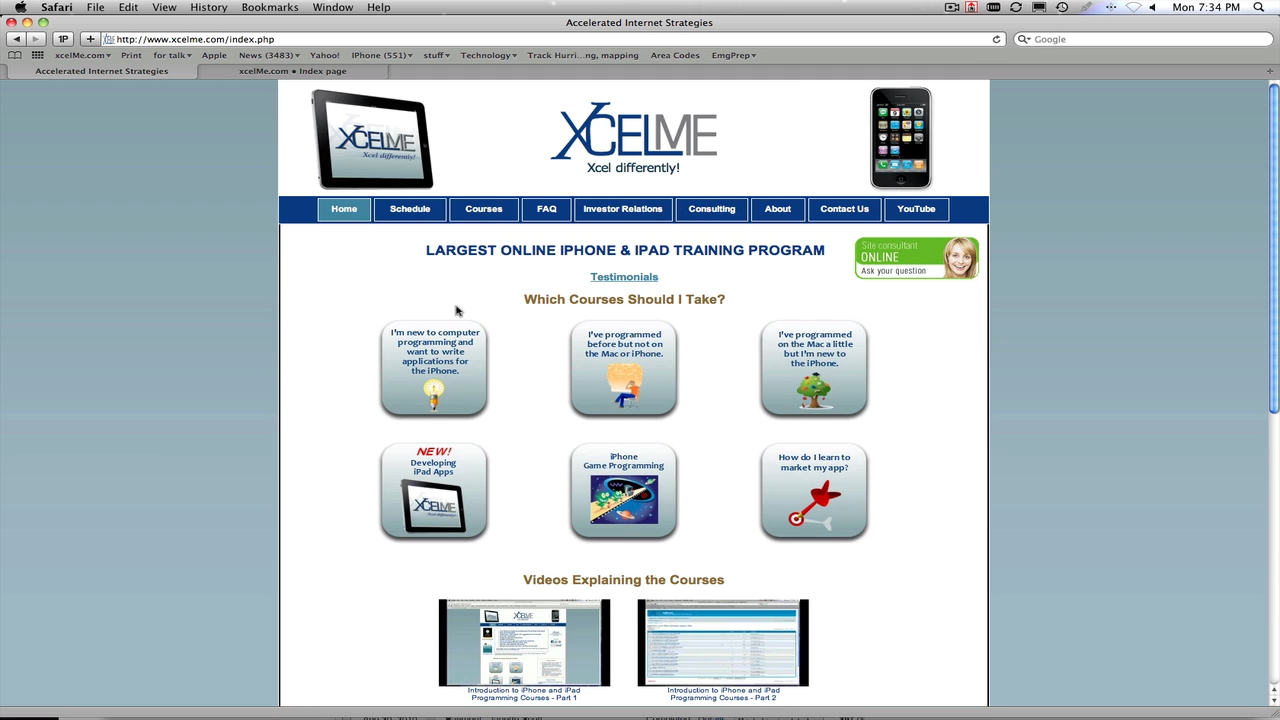 Safari File Edit View History Bookmarks Window Help Mon 7:34 PM
Accelerated Internet Strategies
1P + http://www.xcelme.com/index.php Google
xcelMe.com Print for talk Apple News (3483) Yahoo! IPhone (551) stuff Technology Track Hurri...ng, mapping Area Codes EmgPrep
Accelerated Internet Strategies xcelMe.com • Index page
XCELME
Xcel differently!
XCELME
Xcel differently!
Home Schedule Courses FAQ Investor Relations Consulting About Contact Us YouTube
LARGEST ONLINE IPHONE & IPAD TRAINING PROGRAM
Site consultant
ONLINE
Ask your question
Testimonials
Which Courses Should I Take?
I'm new to computer
programming and
want to write
applications for
the iPhone.
I've programmed
before but not on
the Mac or iPhone.
I've programmed
on the Mac a little
but I'm new to
the iPhone.
NEW!
Developing
iPad Apps
XCELME
iPhone
Game Programming
How do I learn to
market my app?
Videos Explaining the Courses
Introduction to iPhone and iPad
Programming Courses - Part 1
Introduction to iPhone and iPad
Programming Courses - Part 2